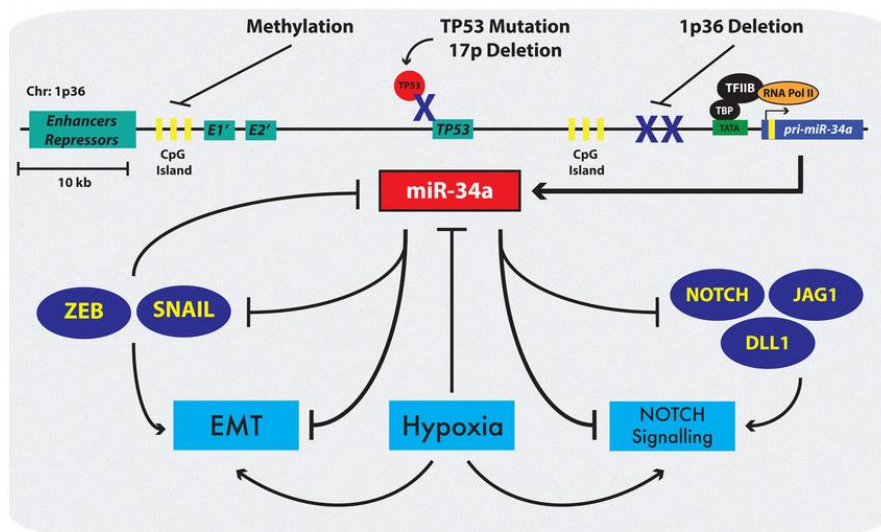 Methylation
TP53 Mutation
17p Deletion
1p36 Deletion
Chr: 1p36
TP53
TFIIB
RNA Pol II
TBP
Enhancers
Repressors
E1'
E2'
TP53
TATA
pri-miR-34a
CpG
Island
CpG
Island
10 kb
miR-34a
ZEB
SNAIL
NOTCH
JAG1
DLL1
EMT
Hypoxia
NOTCH
Signalling